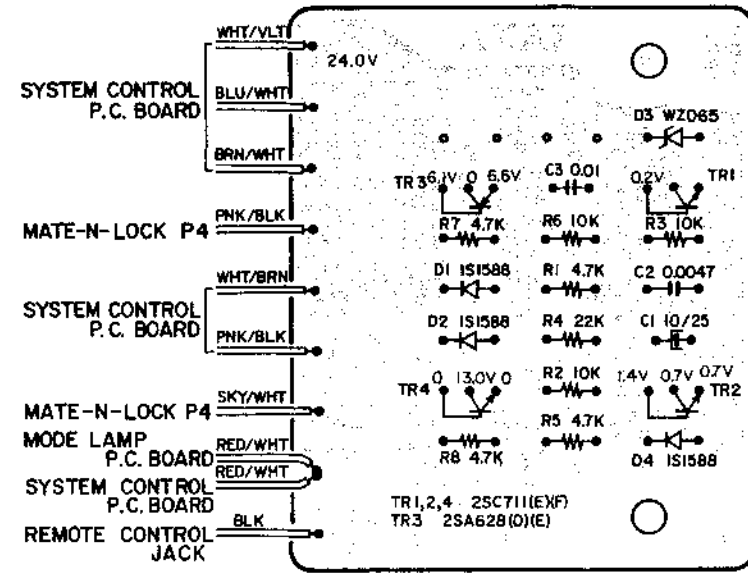 WHT/VLT
24.0V
SYSTEM CONTROL
P.C. BOARD
BLU/WHT
D3 WZ065
BRN/WHT
TR3 6.1V 0 6.6V
C3 0.01
0.2V TR1
PNK/BLK
MATE-N-LOCK P4
R7 4.7K
R6 10K
R3 10K
WHT/BRN
D1 1S1588
R1 4.7K
C2 0.0047
SYSTEM CONTROL
P.C. BOARD
D2 1S1588
R4 22K
C1 10/25
PNK/BLK
0 13.0V 0
TR4
R2 10K
1.4V 0.7V 0.7V
TR2
SKY/WHT
MATE-N-LOCK P4
R5 4.7K
MODE LAMP
P.C. BOARD
RED/WHT
R8 4.7K
D4 1S1588
RED/WHT
SYSTEM CONTROL
P.C. BOARD
TR1,2,4 2SC711(E)(F)
TR3 2SA628(D)(E)
BLK
REMOTE CONTROL
JACK